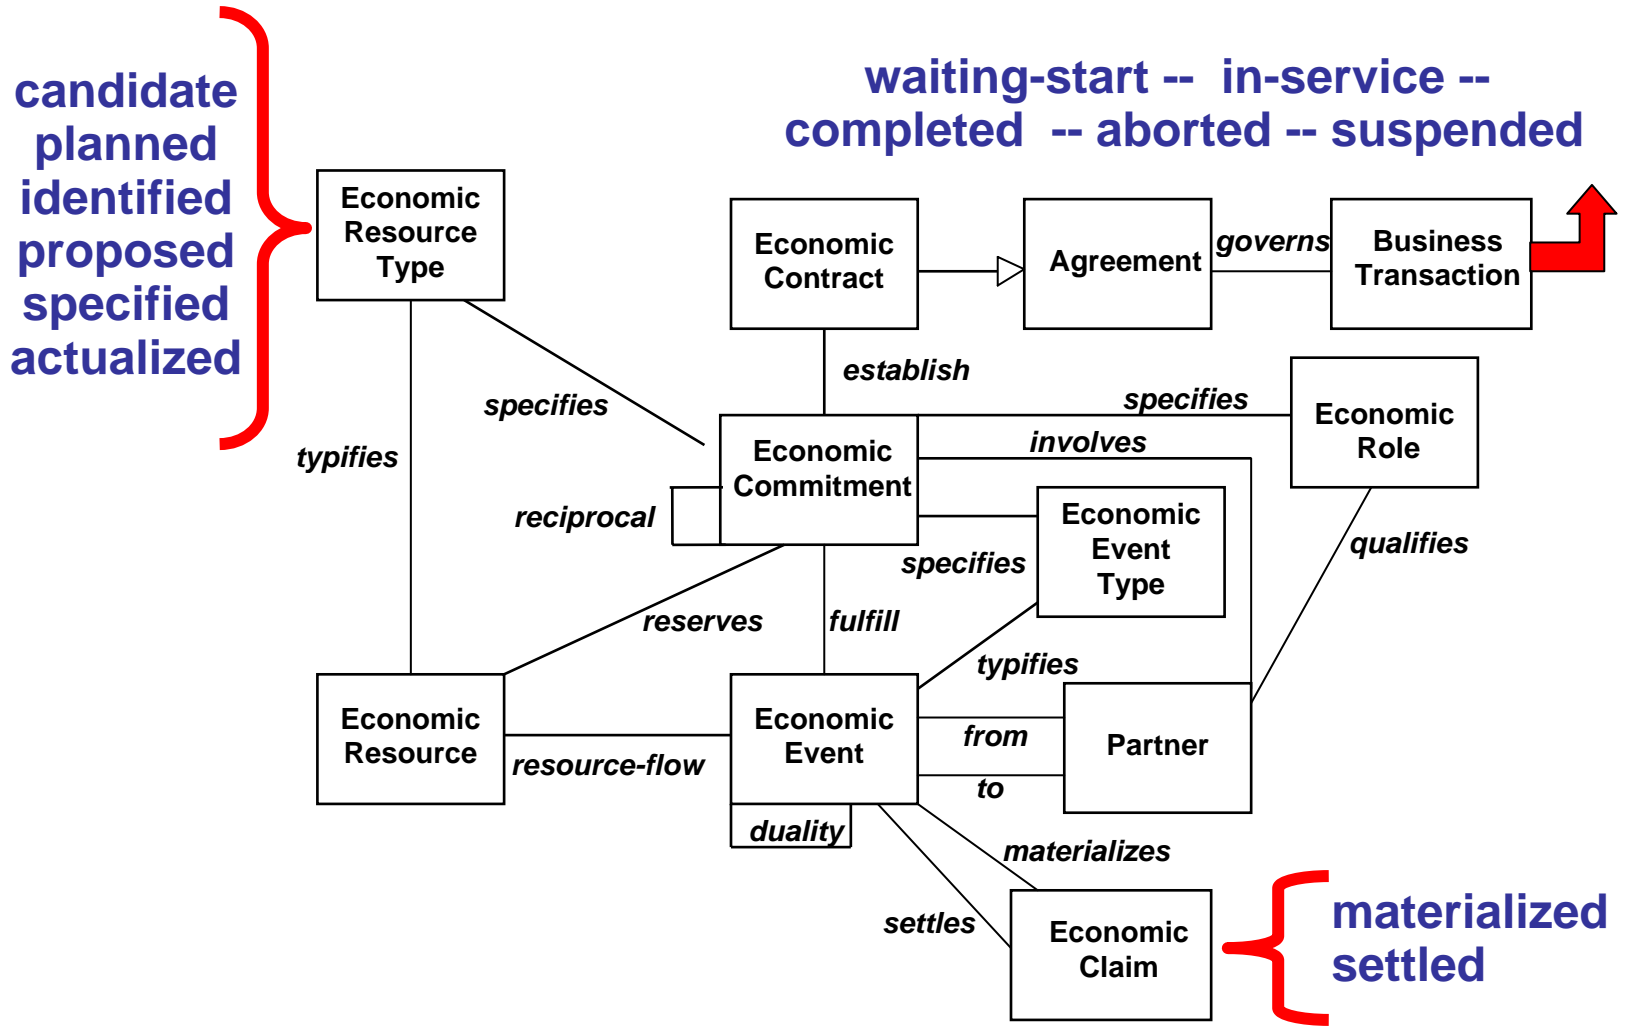 candidate
planned
identified
proposed
specified
actualized
waiting-start -- in-service --
completed -- aborted -- suspended
Economic
Resource
Type
Economic
Contract
Agreement
governs
Business
Transaction
establish
specifies
specifies
typifies
Economic
Commitment
involves
Economic
Role
reciprocal
Economic
Event
Type
specifies
qualifies
reserves
fulfill
typifies
Economic
Resource
resource-flow
Economic
Event
from
to
Partner
duality
materializes
settles
Economic
Claim
materialized
settled